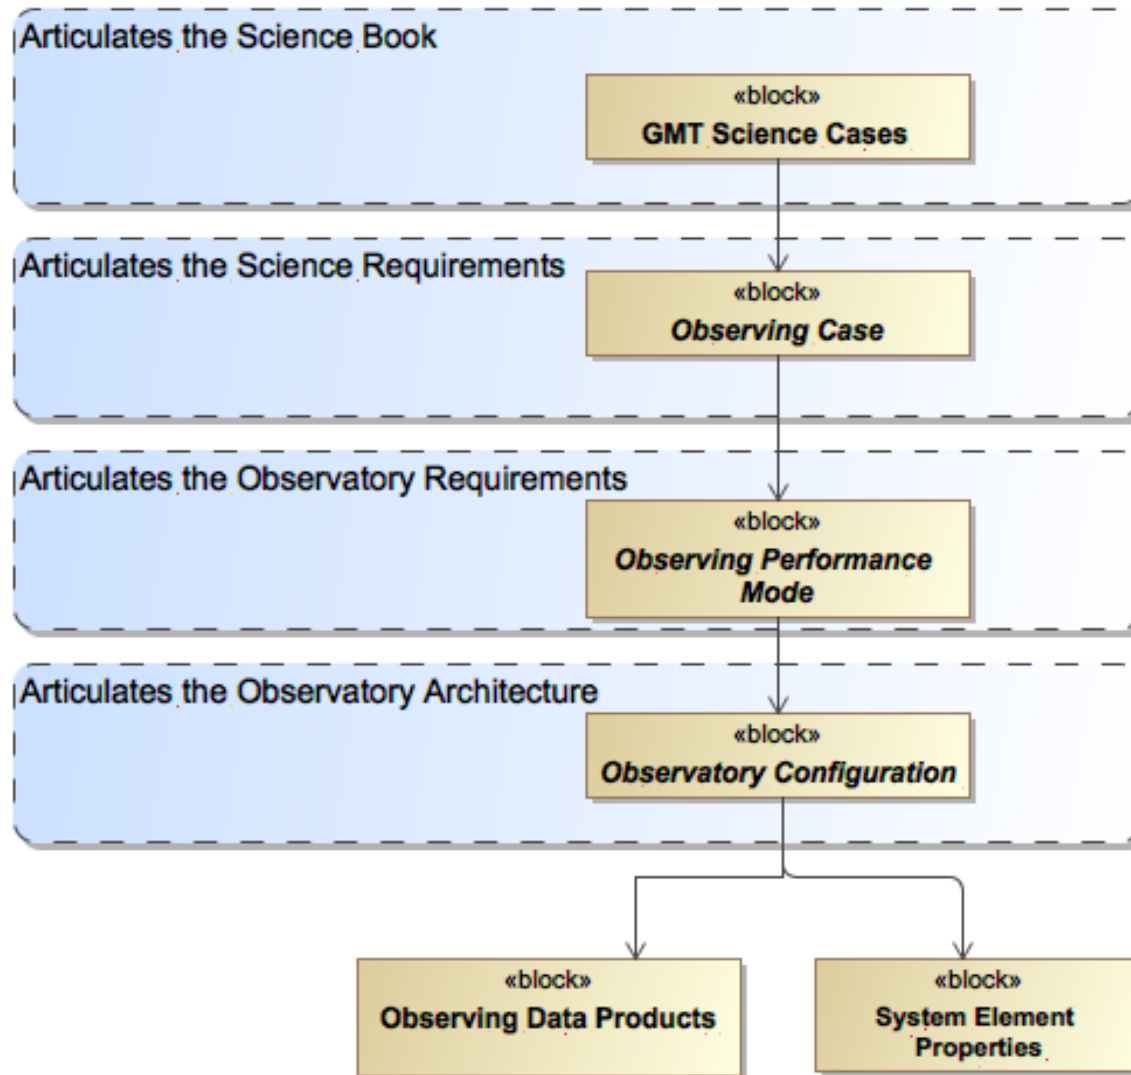 Articulates the Science Book
«block»
GMT Science Cases
Articulates the Science Requirements
«block»
Observing Case
Articulates the Observatory Requirements
«block»
Observing Performance
Mode
Articulates the Observatory Architecture
«block»
Observatory Configuration
«block»
Observing Data Products
«block»
System Element
Properties